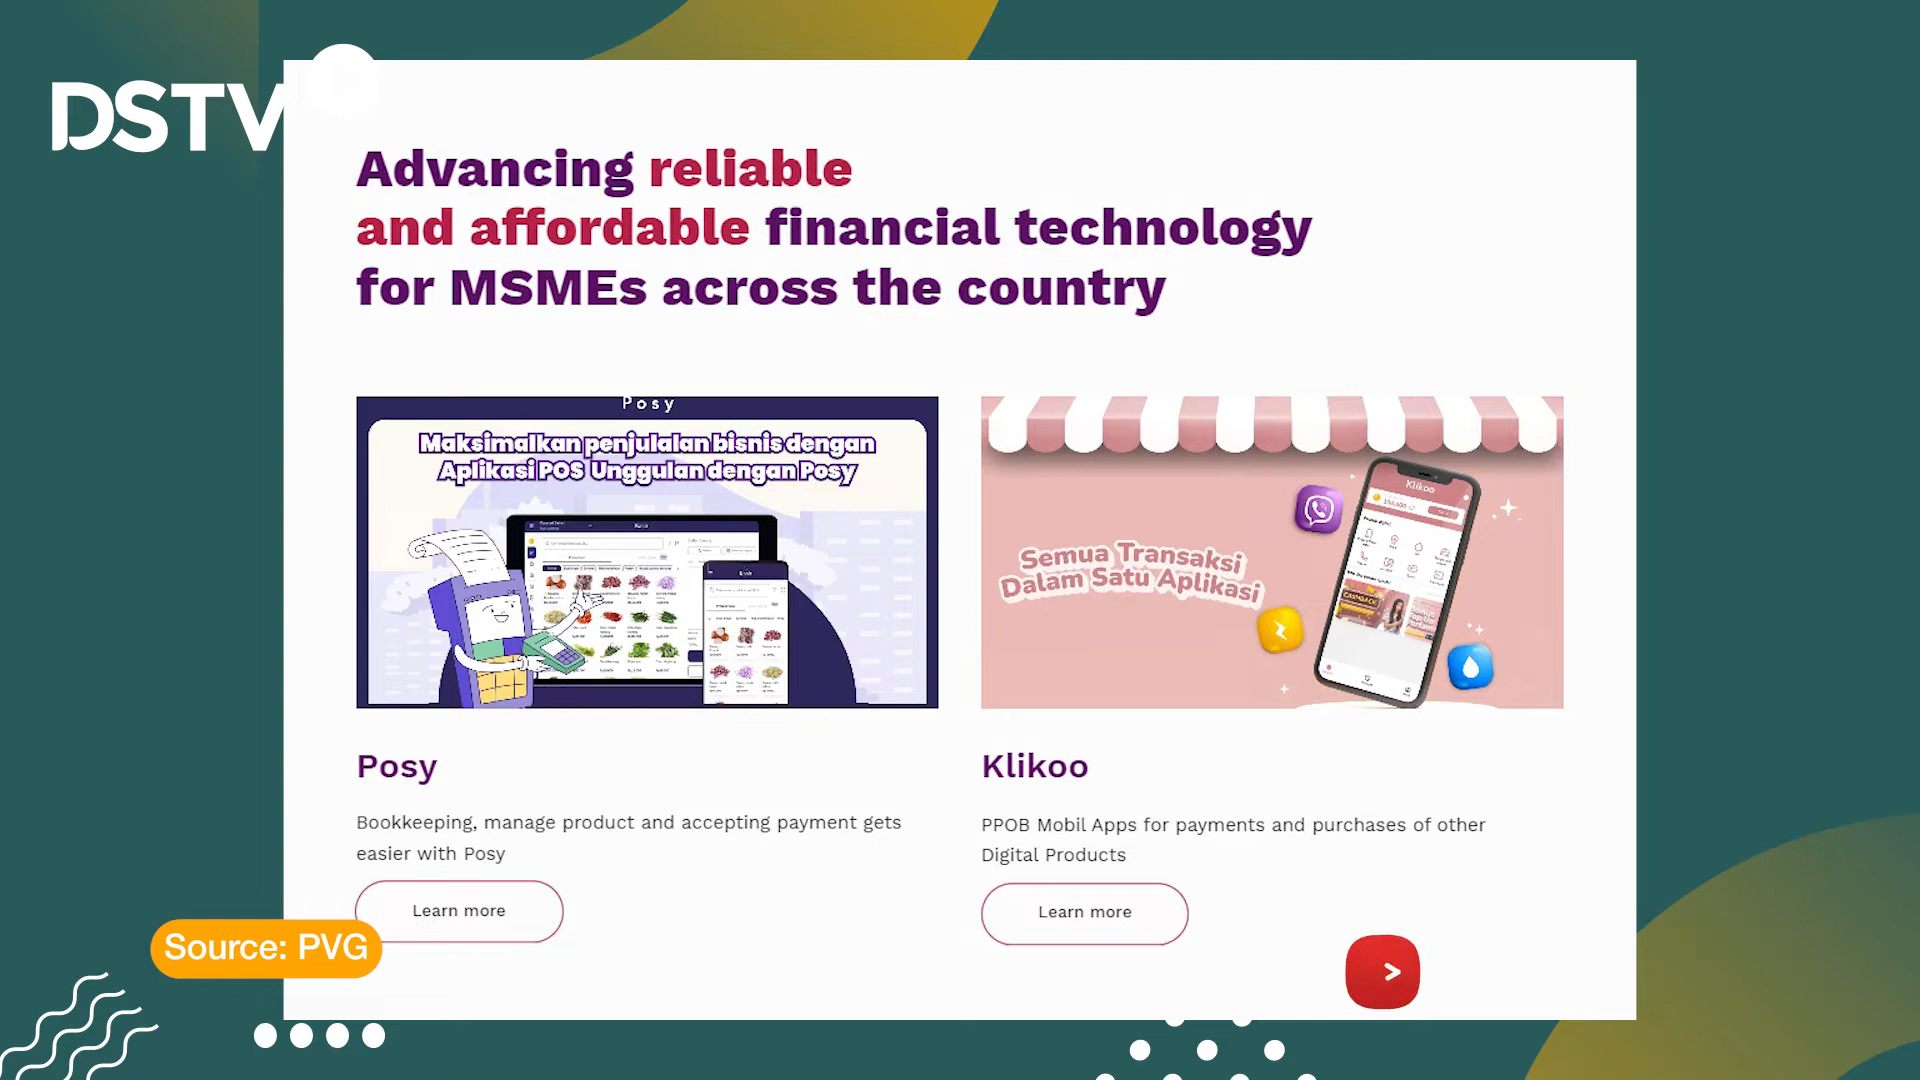 DSTV
Advancing reliable
and affordable financial technology
for MSMEs across the country
Posy
Maksimalkan penjulalan bisnis dengan
Aplikasi POS Unggulan dengan Posy
Kasir
Kasir
Klikoo
Semua Transaksi
Dalam Satu Aplikasi
CASHBACK
Posy
Bookkeeping, manage product and accepting payment gets
easier with Posy
Learn more
Klikoo
PPOB Mobil Apps for payments and purchases of other
Digital Products
Learn more
Source: PVG